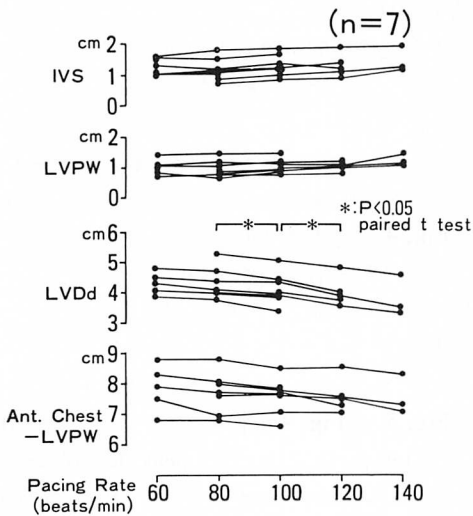 (n=7)
cm
2
IVS
1
0
cm
2
LVPW
1
0
*:P<0.05
paired t test
* *
cm
6
5
LVDd
4
3
cm
9
8
Ant. Chest 7
-LVPW
6
Pacing Rate
(beats/min)
60 80 100 120 140